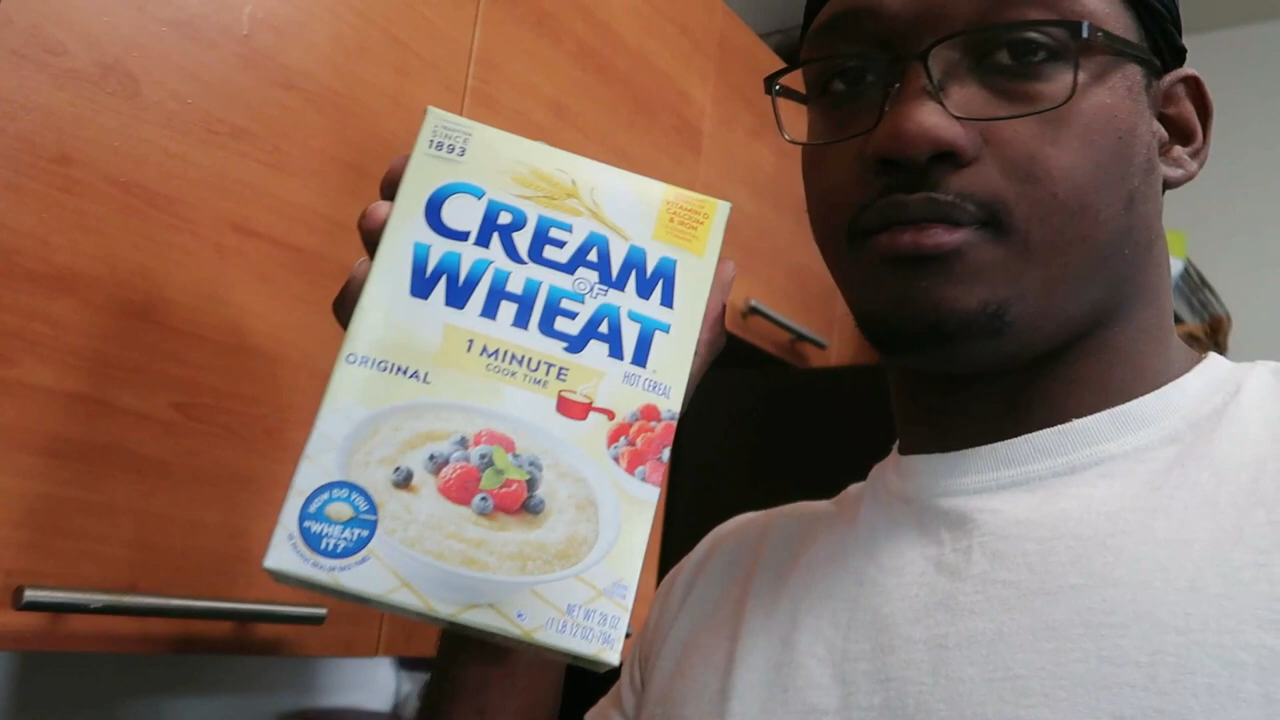 A TRADITION
SINCE
1893
VITAMIN D
CALCIUM
& IRON
CREAM
OF
WHEAT
1 MINUTE
COOK TIME
ORIGINAL
HOT CEREAL
HOW DO YOU
"WHEAT"
IT?
NET WT 28 OZ
(1 LB 12 OZ) 794g